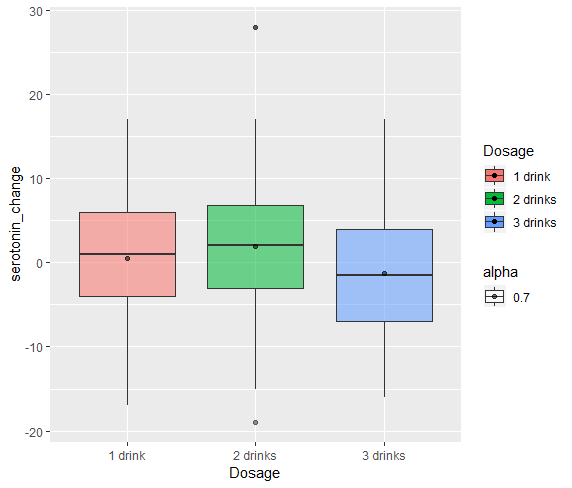 serotonin_change
30
20
10
0
-10
-20
1 drink
2 drinks
3 drinks
Dosage
Dosage
1 drink
2 drinks
3 drinks
alpha
0.7